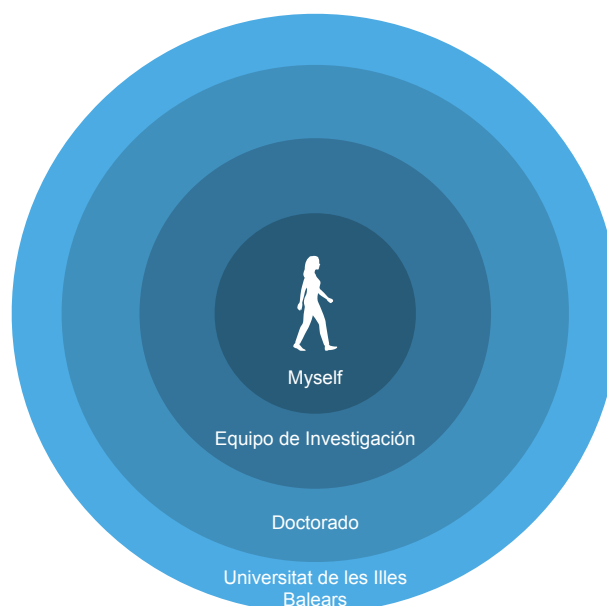 Myself
Equipo de Investigación
Doctorado
Universitat de les Illes
Balears